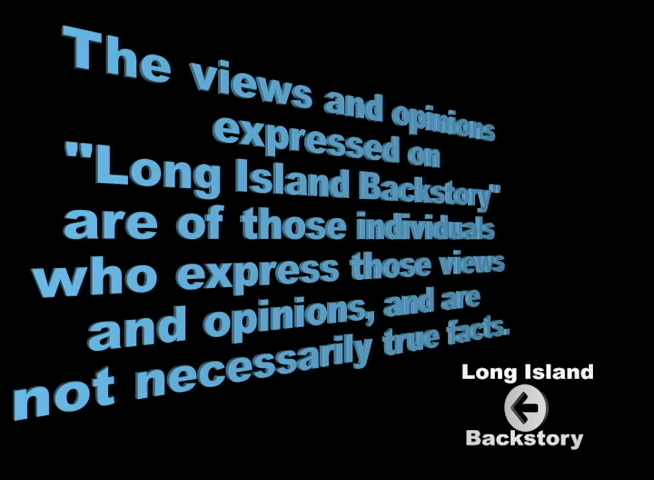 The views and opinions
expressed on
"Long Island Backstory"
are of those individuals
who express those views
and opinions, and are
not necessarily true facts.
Long Island
Backstory